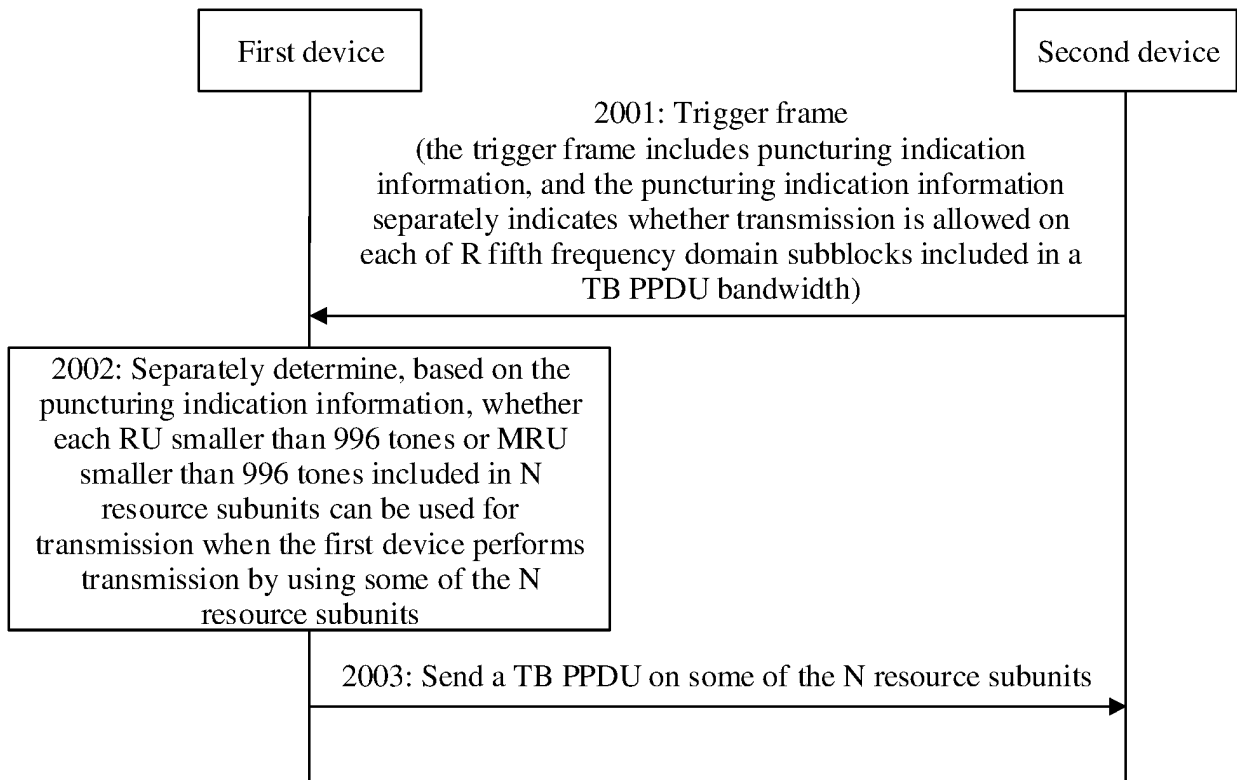 First device
Second device
2001: Trigger frame
(the trigger frame includes puncturing indication
information, and the puncturing indication information
separately indicates whether transmission is allowed on
each of R fifth frequency domain subblocks included in a
TB PPDU bandwidth)
2002: Separately determine, based on the
puncturing indication information, whether
each RU smaller than 996 tones or MRU
smaller than 996 tones included in N
resource subunits can be used for
transmission when the first device performs
transmission by using some of the N
resource subunits
2003: Send a TB PPDU on some of the N resource subunits